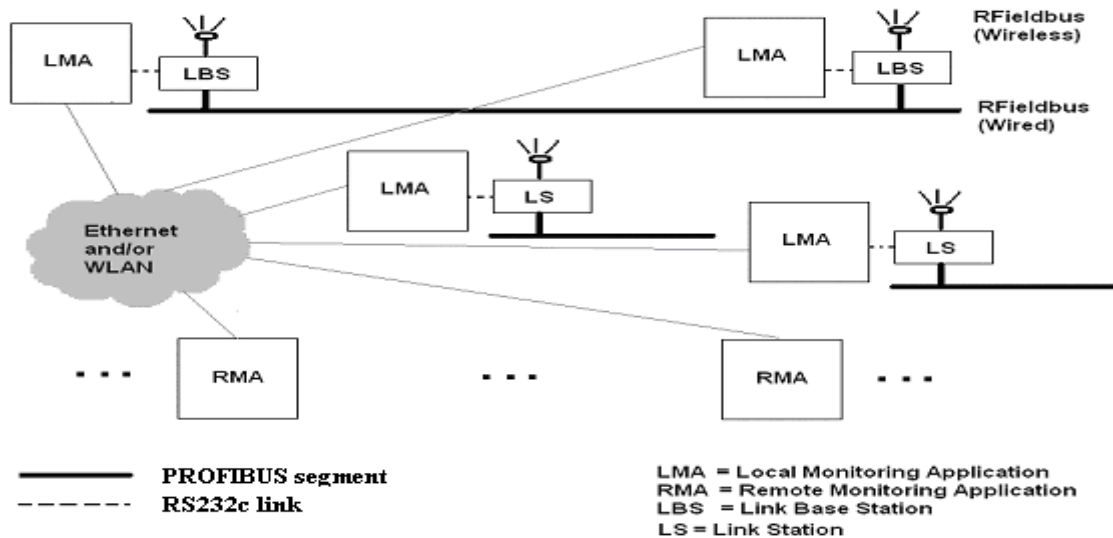 RFieldbus
(Wireless)
LMA
LBS
LMA
LBS
RFieldbus
(Wired)
LMA
LS
LMA
LS
Ethernet
and/or
WLAN
RMA
RMA
PROFIBUS segment
RS232c link
LMA = Local Monitoring Application
RMA = Remote Monitoring Application
LBS = Link Base Station
LS = Link Station